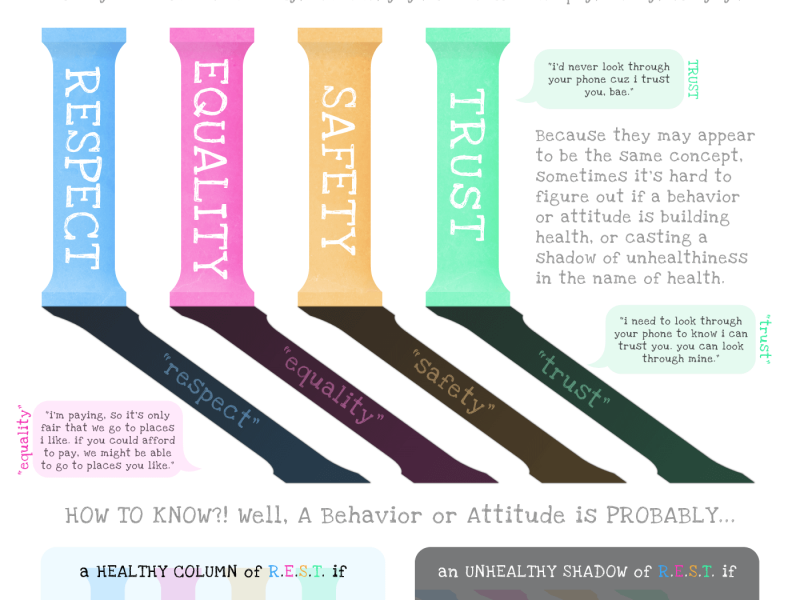 RESPECT
EQUALITY
SAFETY
TRUST
"i'd never look through
your phone cuz i trust
you, bae."
TRUST
Because they may appear
to be the same concept,
sometimes it's hard to
figure out if a behavior
or attitude is building
health, or casting a
shadow of unhealthiness
in the name of health.
"i need to look through
your phone to know i can
trust you. you can look
through mine."
"trust"
"respect"
"equality"
"safety"
"trust"
"equality"
"i'm paying, so it's only
fair that we go to places
i like. if you could afford
to pay, we might be able
to go to places you like."
HOW TO KNOW?! Well, A Behavior or Attitude is PROBABLY...
a HEALTHY COLUMN of R.E.S.T. if
an UNHEALTHY SHADOW of R.E.S.T. if